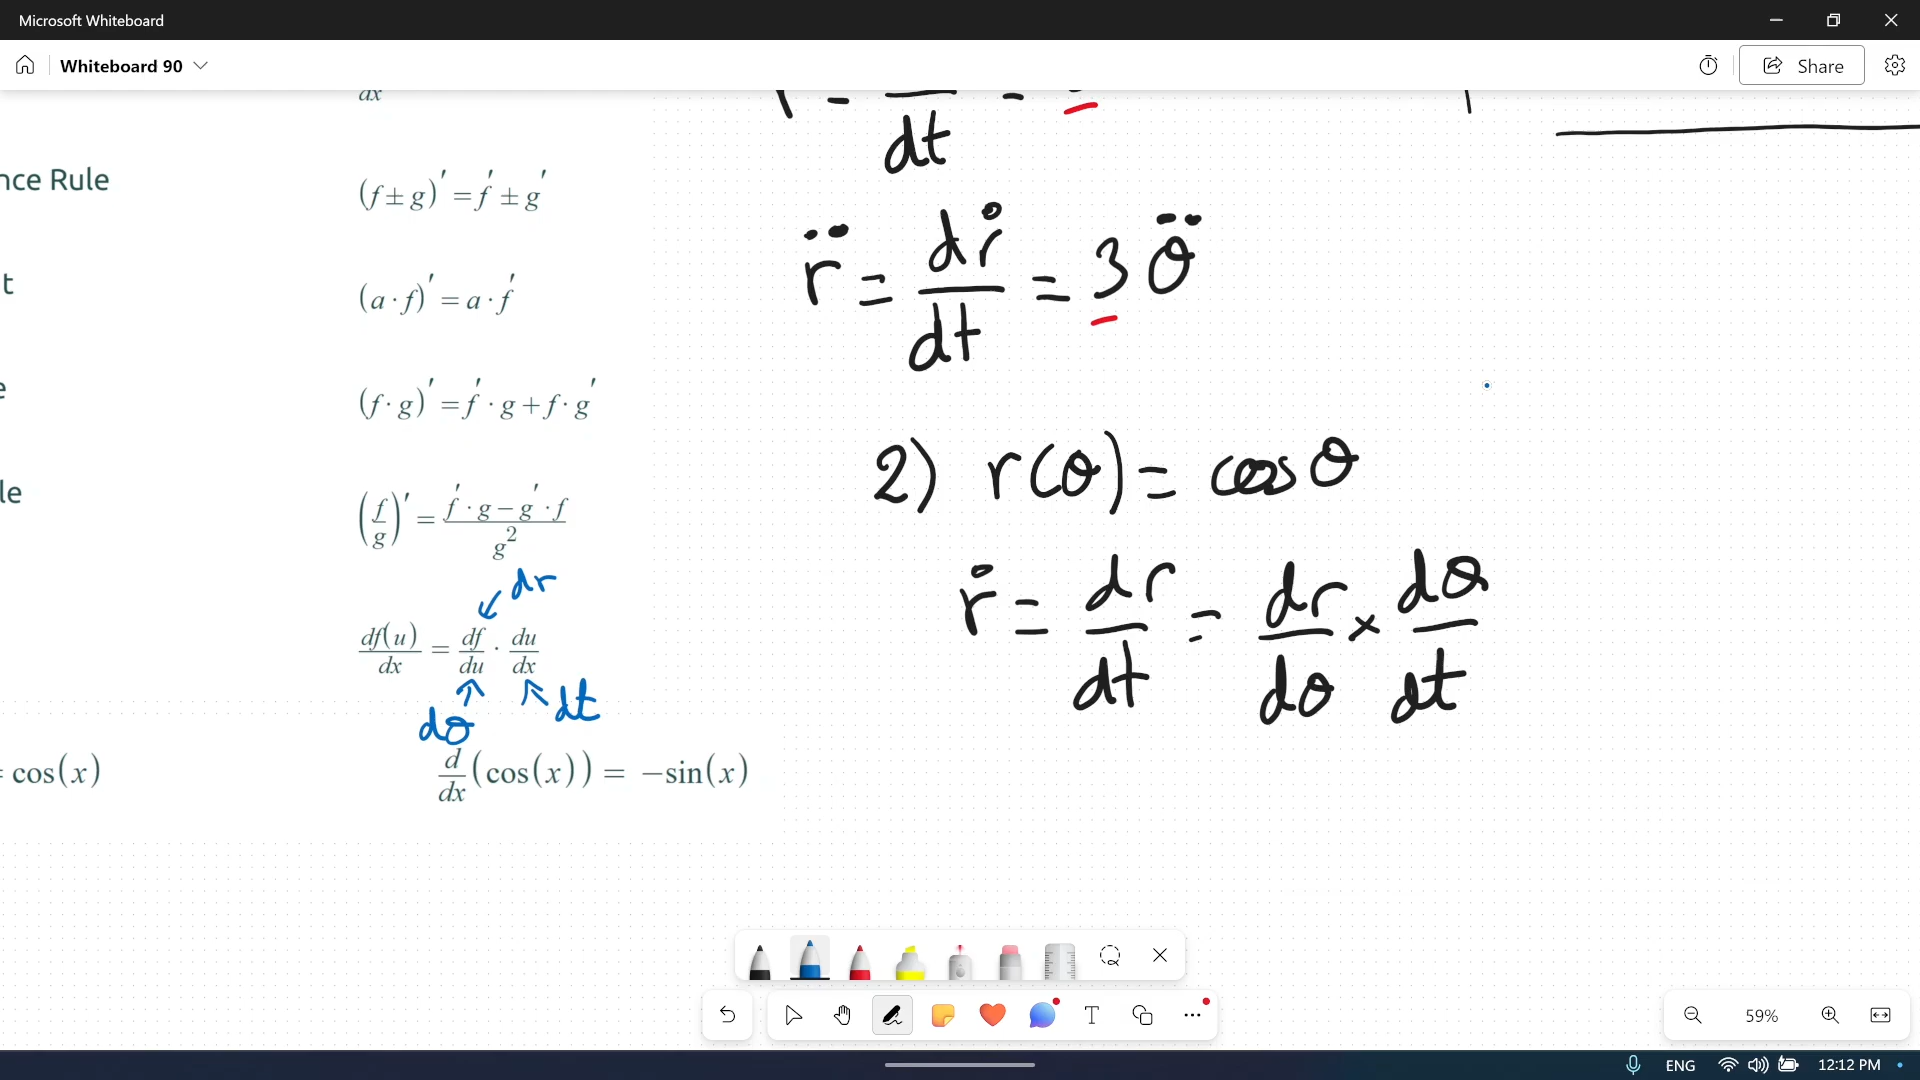 Microsoft Whiteboard
Whiteboard 90
Share
dx
dt
nce Rule
(f ± g)′ = f′ ± g′
r̈ = dṙ/dt = 3 θ̈
t
(a · f)′ = a · f′
e
(f · g)′ = f′ · g + f · g′
2) r(θ) = cos θ
le
(f/g)′ = (f′ · g − g′ · f)/g²
dr
ṙ = dr/dt = dr/dθ × dθ/dt
df(u)/dx = df/du · du/dx
dθ
dt
= cos(x)
d/dx (cos(x)) = −sin(x)
T
59%
ENG
12:12 PM